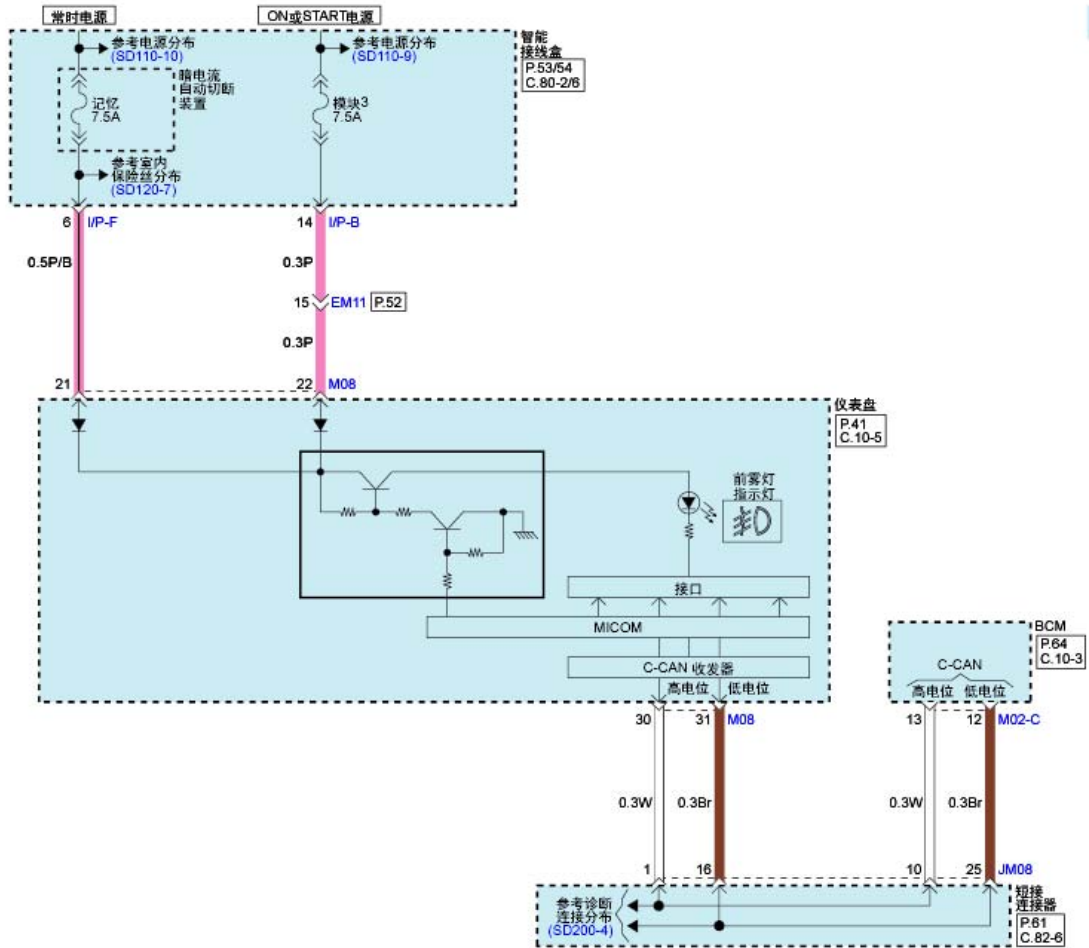 常时电源
ON或START电源
参考电源分布
(SD110-10)
参考电源分布
(SD110-9)
智能
接线盒
P.53/54
C.80-2/6
暗电流
自动切断
装置
记忆
7.5A
模块3
7.5A
参考室内
保险丝分布
(SD120-7)
6 I/P-F
14 I/P-B
0.5P/B
0.3P
15 EM11 P.52
0.3P
21
22 M08
仪表盘
P.41
C.10-5
前雾灯
指示灯
接口
MICOM
C-CAN 收发器
高电位 低电位
BCM
P.64
C.10-3
C-CAN
高电位 低电位
30 31 M08
13 12 M02-C
0.3W 0.3Br
0.3W 0.3Br
1 16
10 25 JM08
参考诊断
连接分布
(SD200-4)
短接
连接器
P.61
C.82-6